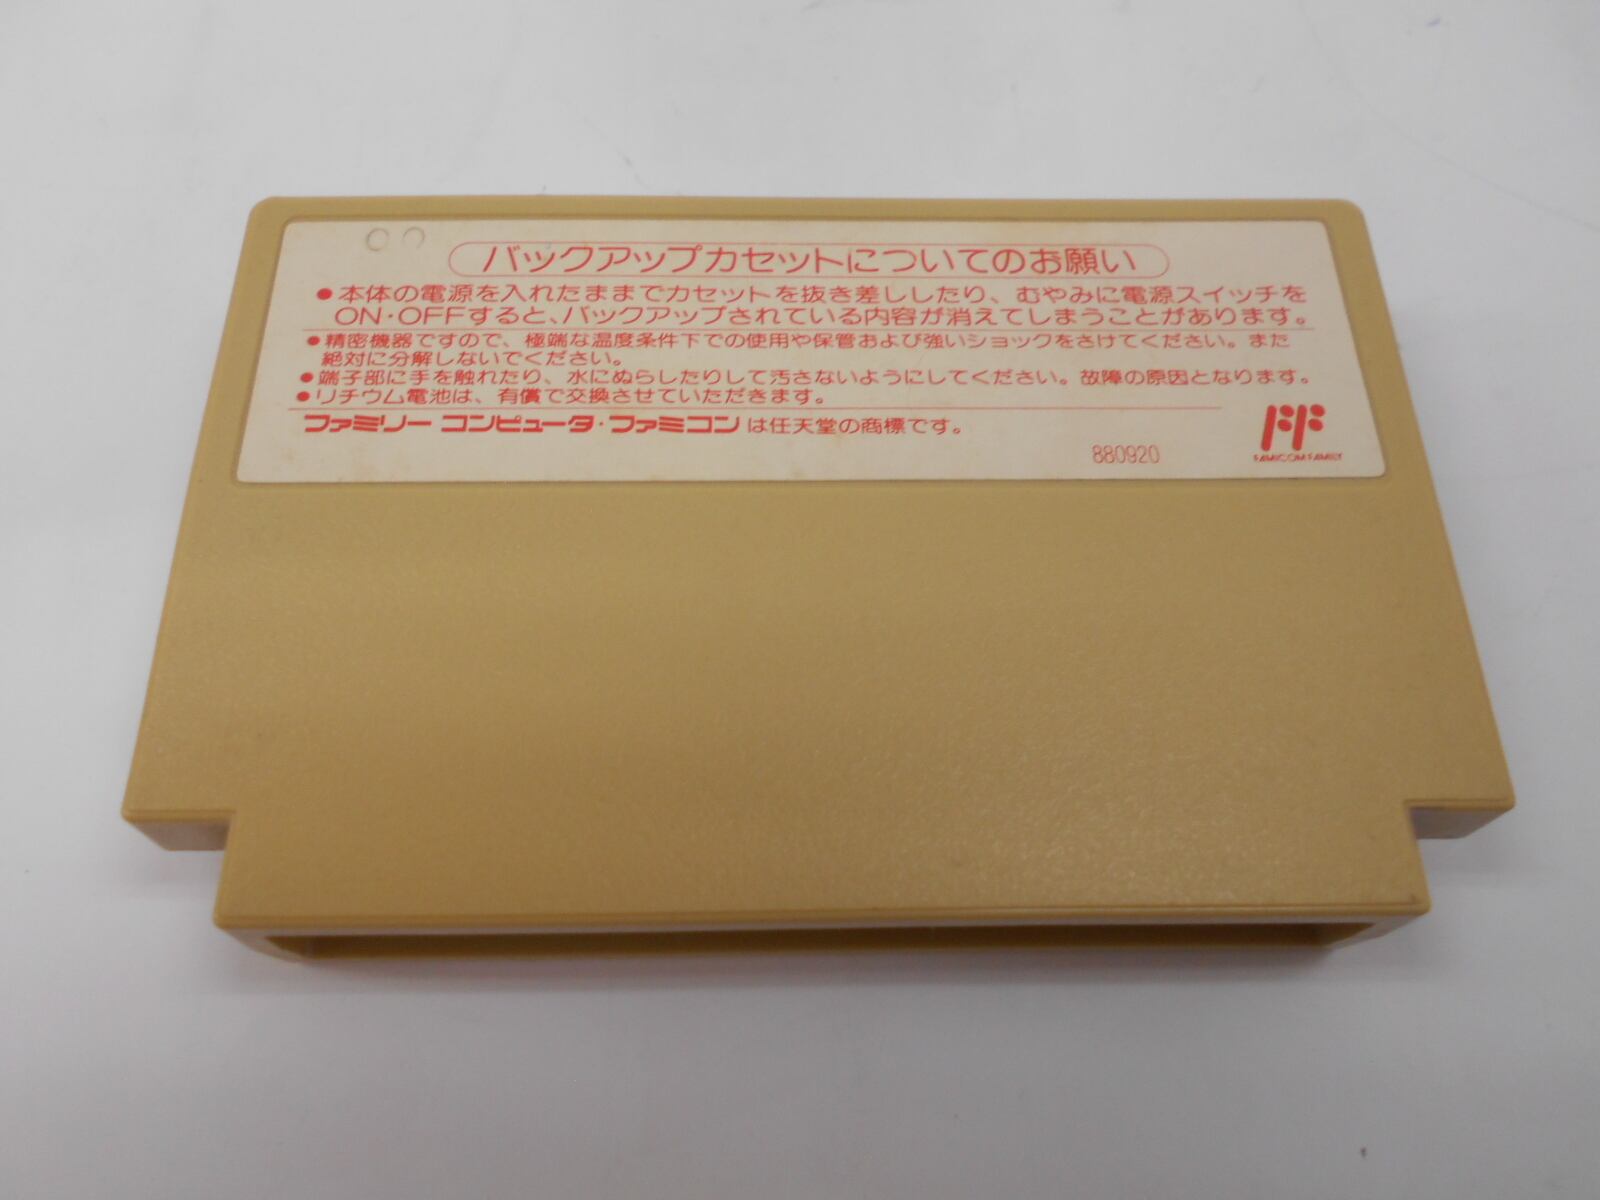 バックアップカセットについてのお願い
●本体の電源を入れたままでカセットを抜き差ししたり、むやみに電源スイッチを
ON・OFFすると、バックアップされている内容が消えてしまうことがあります。
●精密機器ですので、極端な温度条件下での使用や保管および強いショックをさけてください。また
絶対に分解しないでください。
●端子部に手を触れたり、水にぬらしたりして汚さないようにしてください。故障の原因となります。
●リチウム電池は、有償で交換させていただきます。
ファミリー コンピュータ・ファミコンは任天堂の商標です。
880920
FF
FAMICOM FAMILY